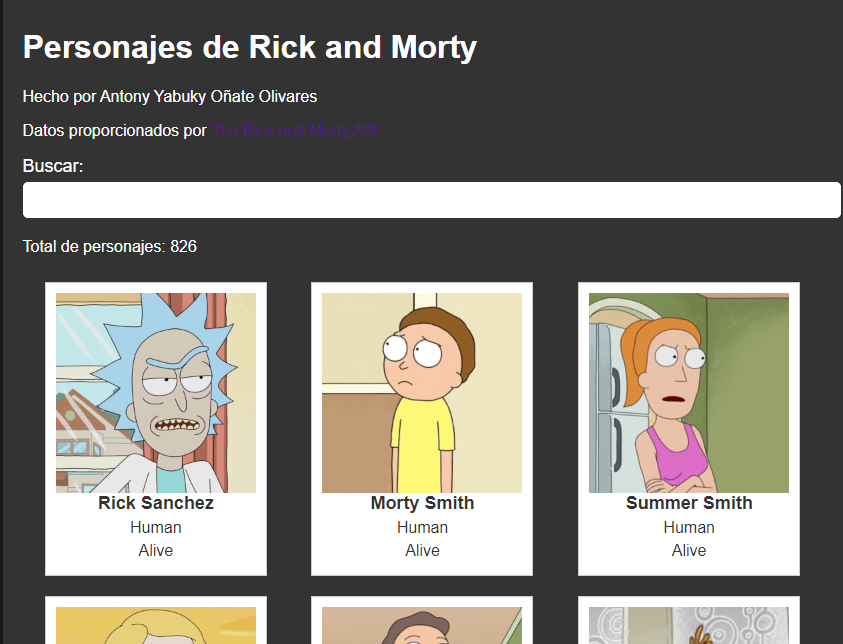 Personajes de Rick and Morty
Hecho por Antony Yabuky Oñate Olivares
Datos proporcionados por The Rick and Morty API
Buscar:
Total de personajes: 826
Rick Sanchez
Human
Alive
Morty Smith
Human
Alive
Summer Smith
Human
Alive